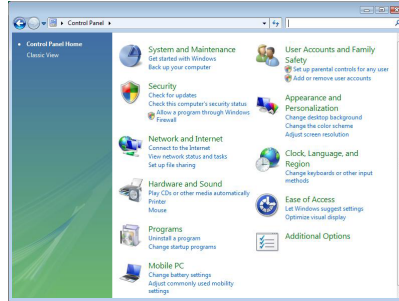 Control Panel
Control Panel Home
Classic View
System and Maintenance
Get started with Windows
Back up your computer
Security
Check for updates
Check this computer's security status
Allow a program through Windows
Firewall
Network and Internet
Connect to the Internet
View network status and tasks
Set up file sharing
Hardware and Sound
Play CDs or other media automatically
Printer
Mouse
Programs
Uninstall a program
Change startup programs
Mobile PC
Change battery settings
Adjust commonly used mobility
settings
User Accounts and Family
Safety
Set up parental controls for any user
Add or remove user accounts
Appearance and
Personalization
Change desktop background
Change the color scheme
Adjust screen resolution
Clock, Language, and
Region
Change keyboards or other input
methods
Ease of Access
Let Windows suggest settings
Optimize visual display
Additional Options